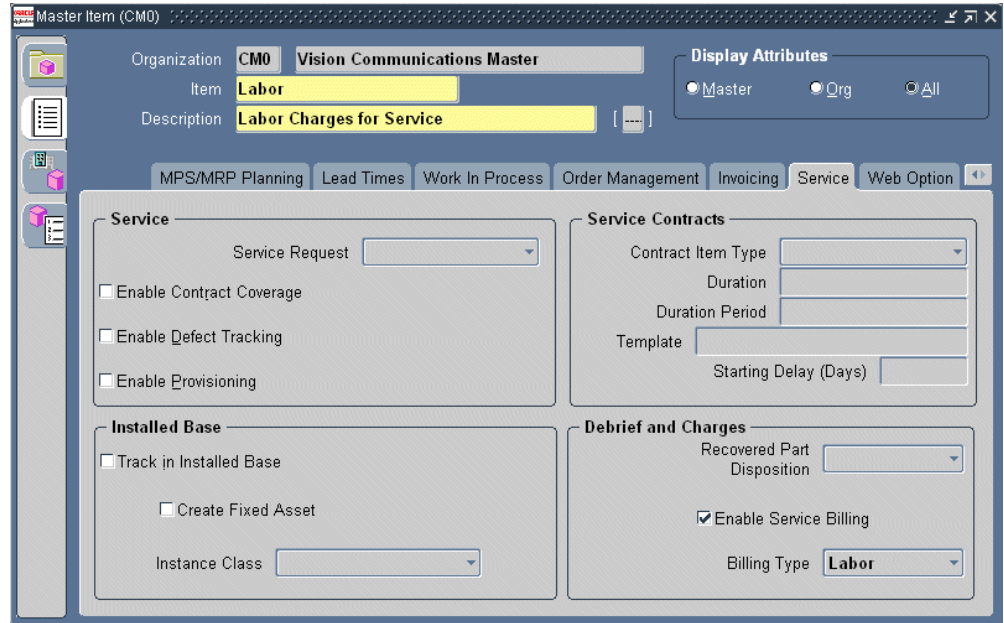 ORACLE
Master Item (CM0)
Organization CM0 Vision Communications Master
Item Labor
Description Labor Charges for Service [ ---- ]
Display Attributes
Master Org All
MPS/MRP Planning Lead Times Work In Process Order Management Invoicing Service Web Option
Service
Service Request
Enable Contract Coverage
Enable Defect Tracking
Enable Provisioning
Service Contracts
Contract Item Type
Duration
Duration Period
Template
Starting Delay (Days)
Installed Base
Track in Installed Base
Create Fixed Asset
Instance Class
Debrief and Charges
Recovered Part
Disposition
Enable Service Billing
Billing Type Labor